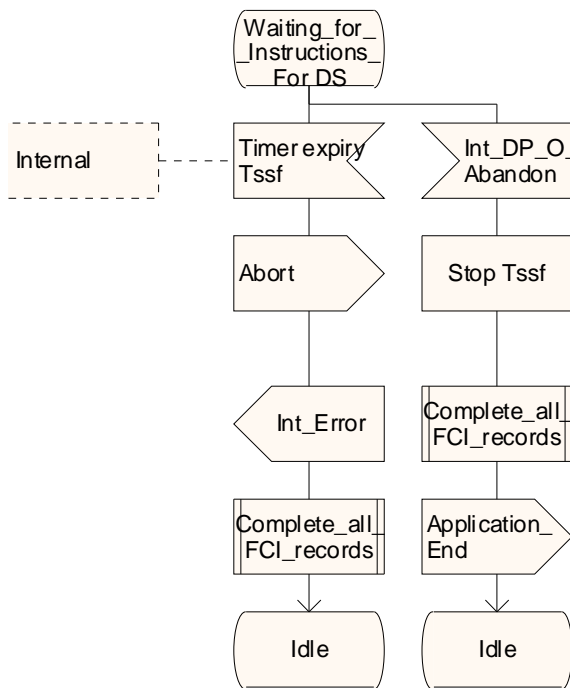 Waiting_for_
_Instructions_
For DS
Internal
Timer expiry
Tssf
Int_DP_O_
Abandon
Abort
Stop Tssf
Int_Error
Complete_all_
FCI_records
Complete_all_
FCI_records
Application_
End
Idle
Idle